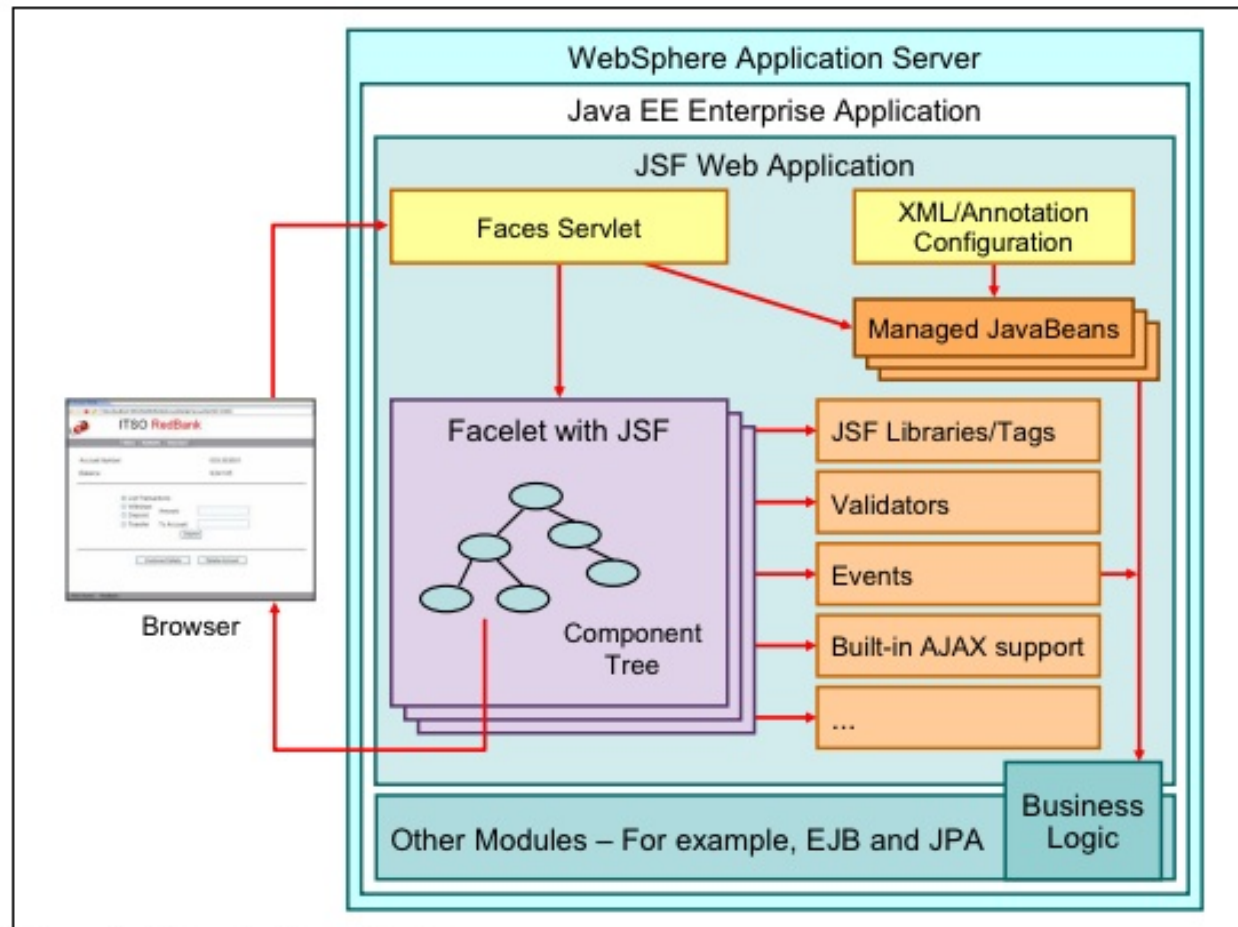 WebSphere Application Server
Java EE Enterprise Application
JSF Web Application
Faces Servlet
XML/Annotation
Configuration
Managed JavaBeans
ITSO RedBank
Browser
Facelet with JSF
Component
Tree
JSF Libraries/Tags
Validators
Events
Built-in AJAX support
...
Other Modules – For example, EJB and JPA
Business
Logic